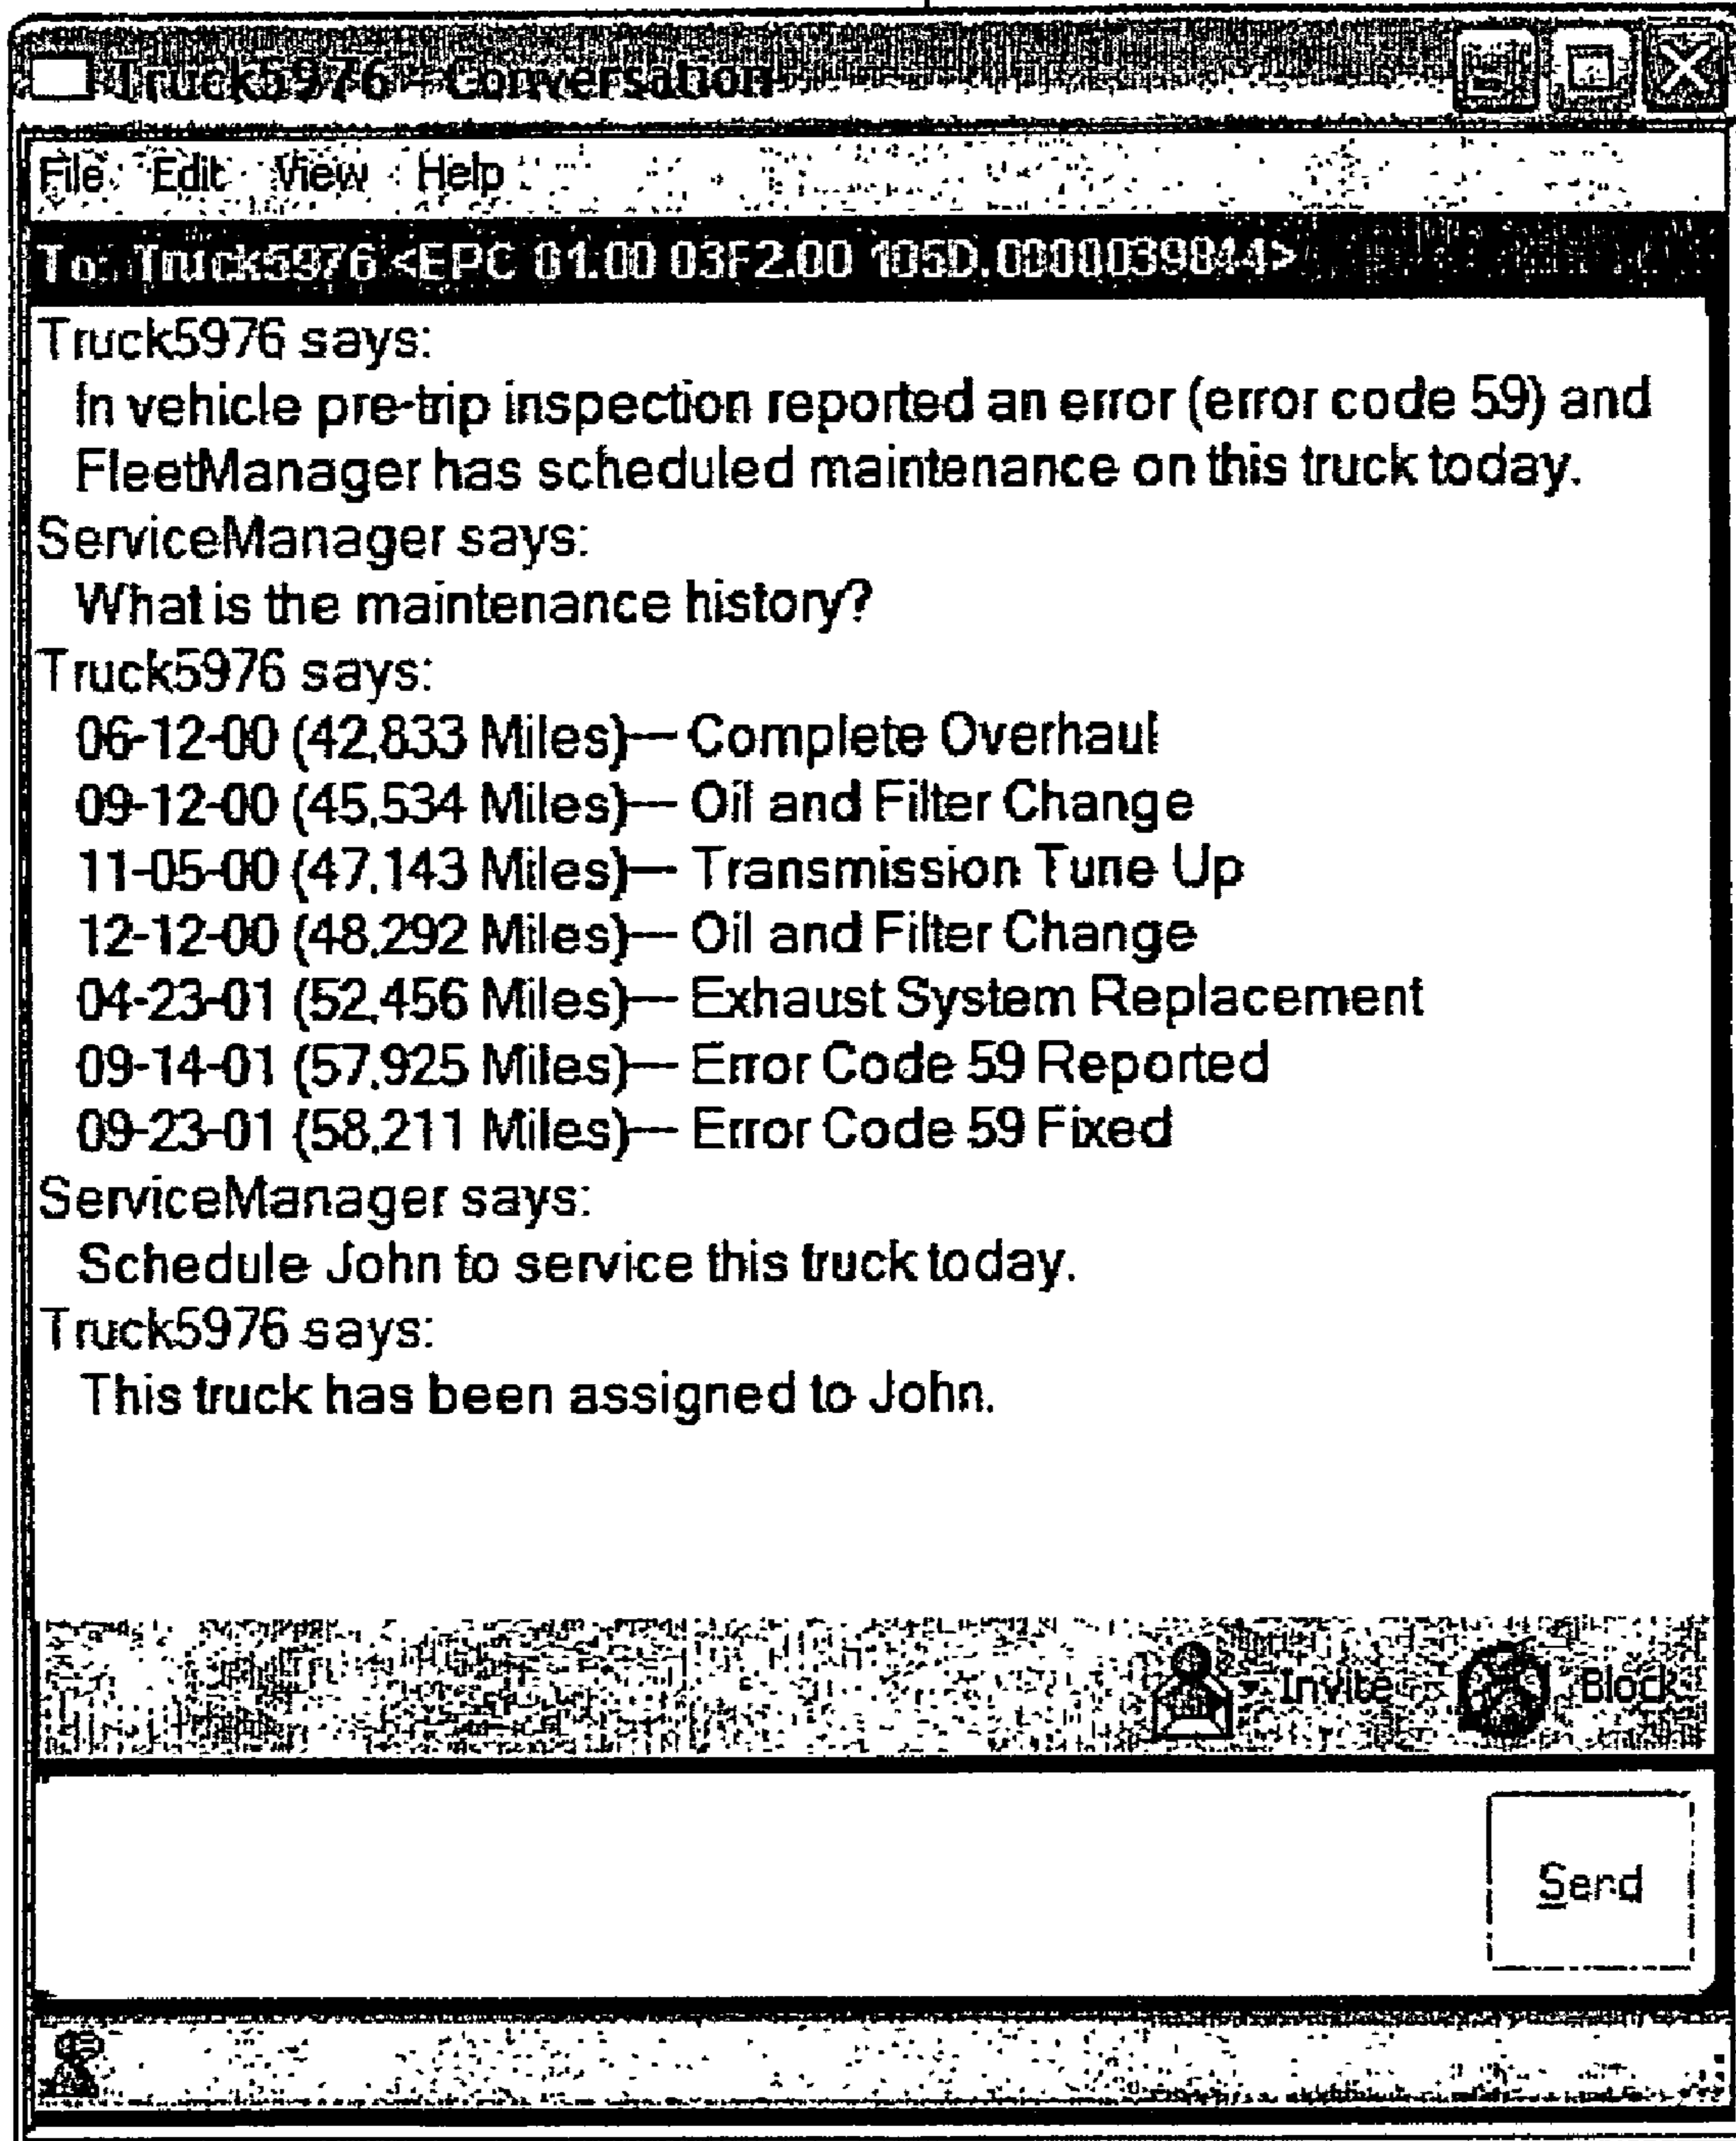 Truck5976 - Conversation
File Edit View Help
To: Truck5976 <EPC 01.00 03F2.00 105D.0000039844>
Truck5976 says:
In vehicle pre-trip inspection reported an error (error code 59) and
FleetManager has scheduled maintenance on this truck today.
ServiceManager says:
What is the maintenance history?
Truck5976 says:
06-12-00 (42,833 Miles)— Complete Overhaul
09-12-00 (45,534 Miles)— Oil and Filter Change
11-05-00 (47,143 Miles)— Transmission Tune Up
12-12-00 (48,292 Miles)— Oil and Filter Change
04-23-01 (52,456 Miles)— Exhaust System Replacement
09-14-01 (57,925 Miles)— Error Code 59 Reported
09-23-01 (58,211 Miles)— Error Code 59 Fixed
ServiceManager says:
Schedule John to service this truck today.
Truck5976 says:
This truck has been assigned to John.
Invite Block
Send